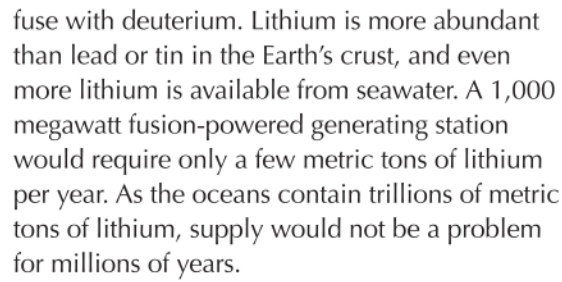 fuse with deuterium. Lithium is more abundant
than lead or tin in the Earth’s crust, and even
more lithium is available from seawater. A 1,000
megawatt fusion-powered generating station
would require only a few metric tons of lithium
per year. As the oceans contain trillions of metric
tons of lithium, supply would not be a problem
for millions of years.